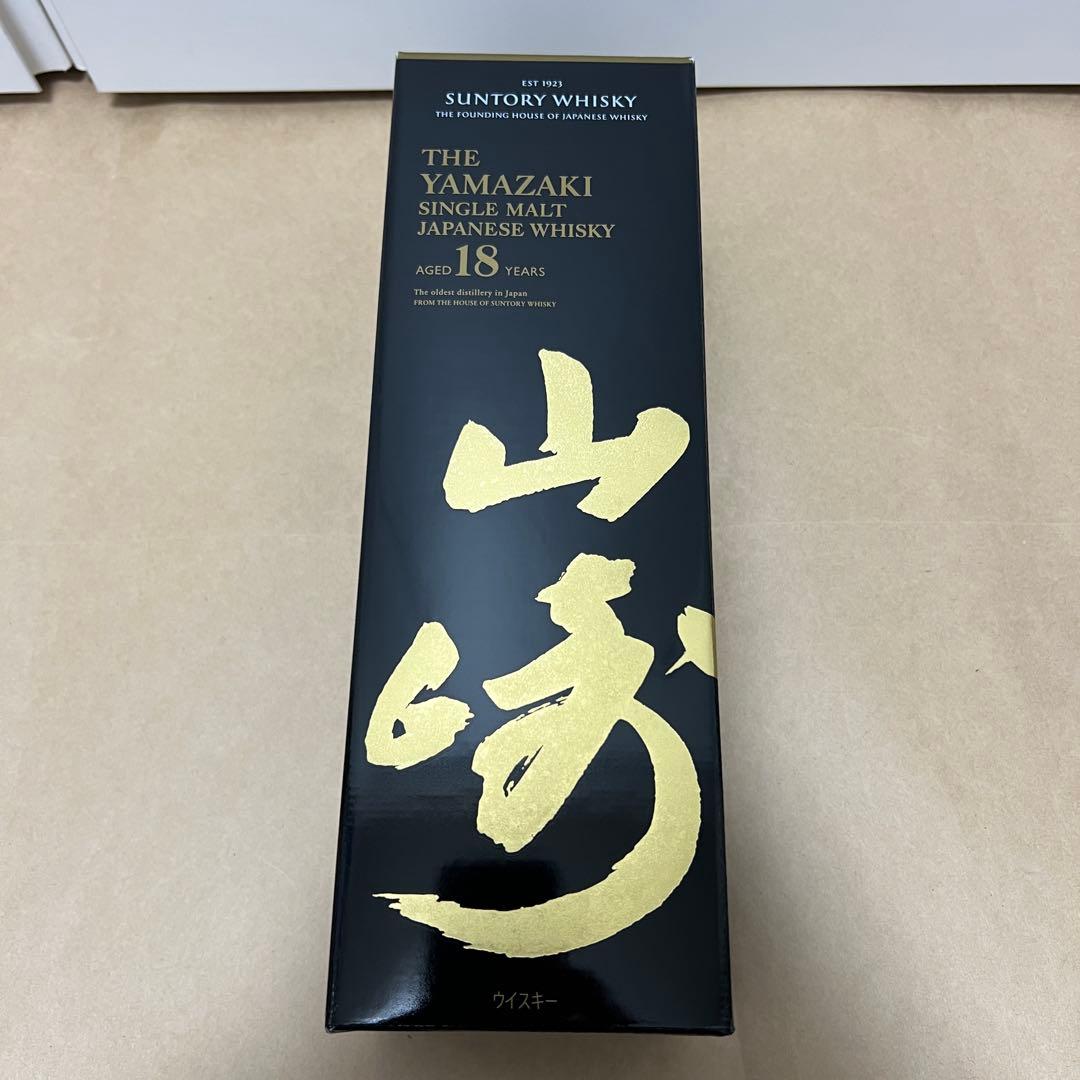 EST 1923
SUNTORY WHISKY
THE FOUNDING HOUSE OF JAPANESE WHISKY
THE
YAMAZAKI
SINGLE MALT
JAPANESE WHISKY
AGED 18 YEARS
The oldest distillery in Japan
FROM THE HOUSE OF SUNTORY WHISKY
山
崎
ウイスキー